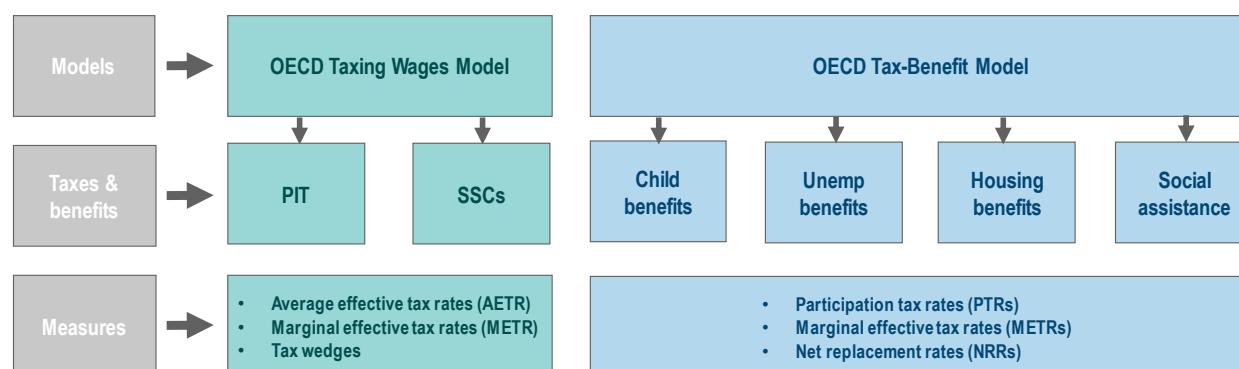 Models
OECD Taxing Wages Model
OECD Tax-Benefit Model
Taxes &
benefits
PIT
SSCs
Child
benefits
Unemp
benefits
Housing
benefits
Social
assistance
Measures
• Average effective tax rates (AETR)
• Marginal effective tax rates (METR)
• Tax wedges
• Participation tax rates (PTRs)
• Marginal effective tax rates (METRs)
• Net replacement rates (NRRs)